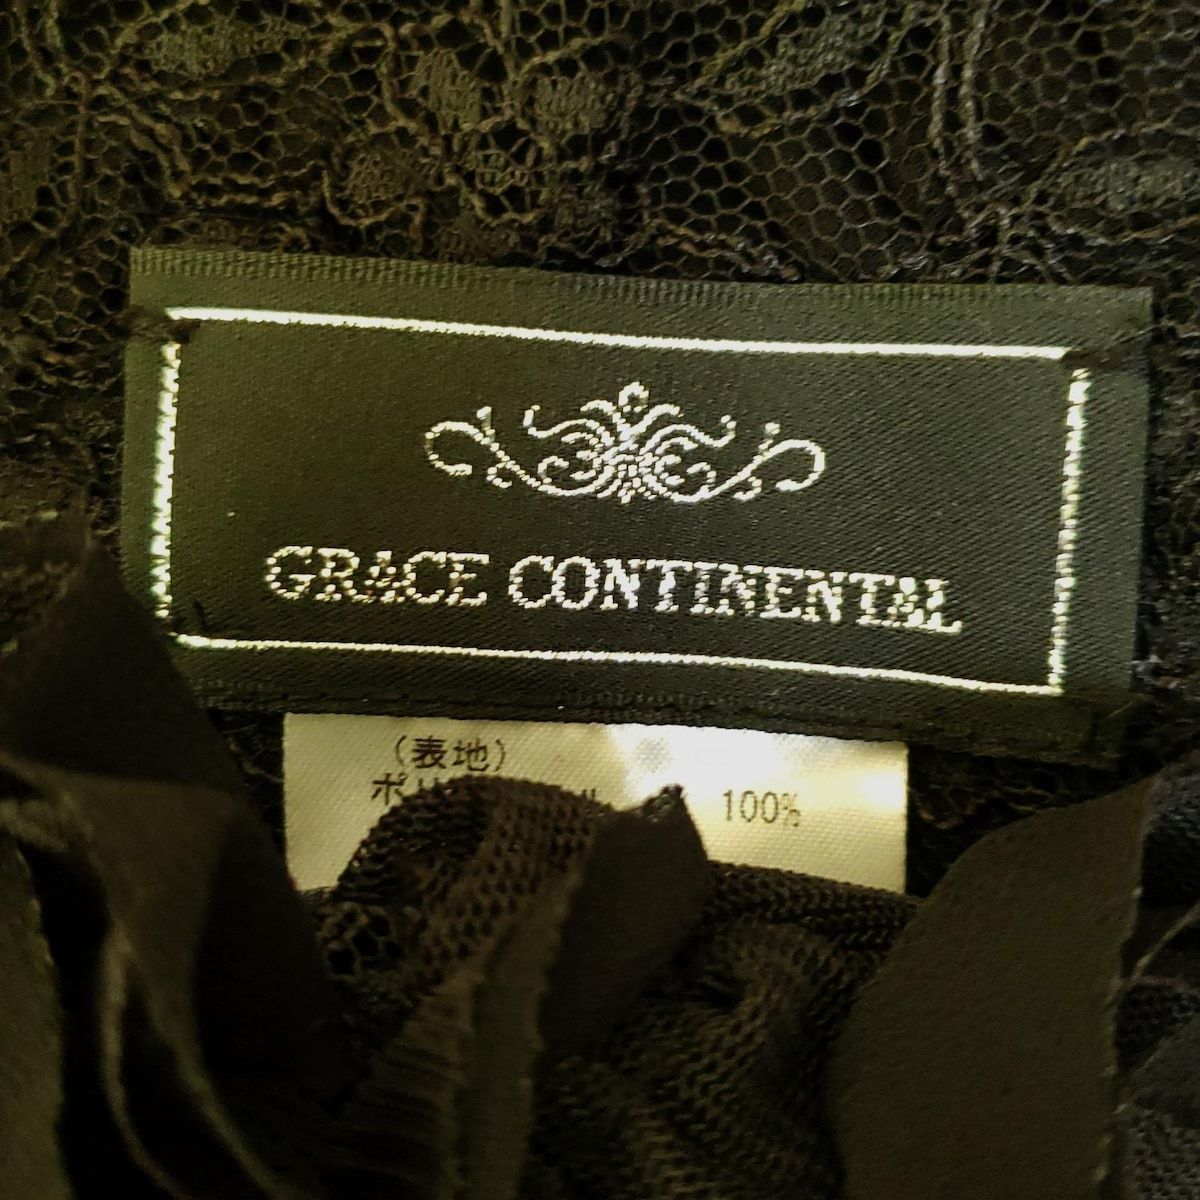 GRACE CONTINENTAL
（表地）
100%